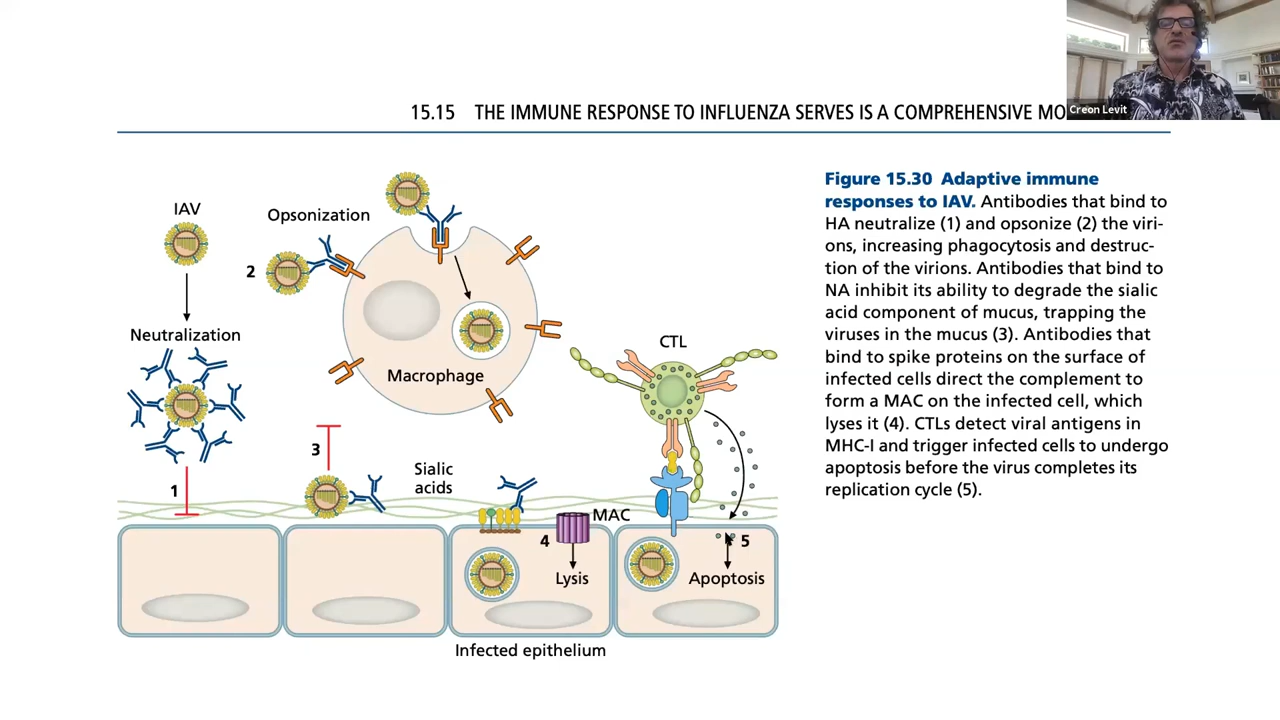 Creon Levit
15.15 THE IMMUNE RESPONSE TO INFLUENZA SERVES IS A COMPREHENSIVE MO
IAV
Opsonization
2
Neutralization
Macrophage
CTL
3
Sialic
acids
1
MAC
4
5
Lysis
Apoptosis
Infected epithelium
Figure 15.30 Adaptive immune
responses to IAV. Antibodies that bind to
HA neutralize (1) and opsonize (2) the viri-
ons, increasing phagocytosis and destruc-
tion of the virions. Antibodies that bind to
NA inhibit its ability to degrade the sialic
acid component of mucus, trapping the
viruses in the mucus (3). Antibodies that
bind to spike proteins on the surface of
infected cells direct the complement to
form a MAC on the infected cell, which
lyses it (4). CTLs detect viral antigens in
MHC-I and trigger infected cells to undergo
apoptosis before the virus completes its
replication cycle (5).